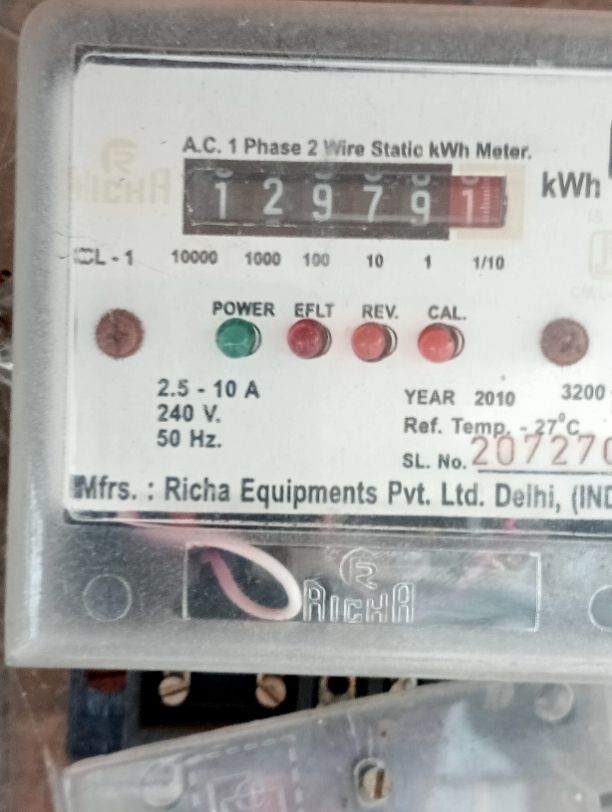 RICHA
A.C. 1 Phase 2 Wire Static kWh Meter.
1 2 9 7 9 1 kWh
CL - 1 10000 1000 100 10 1 1/10
POWER EFLT REV. CAL.
2.5 - 10 A
240 V.
50 Hz.
YEAR 2010 3200
Ref. Temp. - 27°C
SL. No. 207270
Mfrs. : Richa Equipments Pvt. Ltd. Delhi, (IND
RICHA